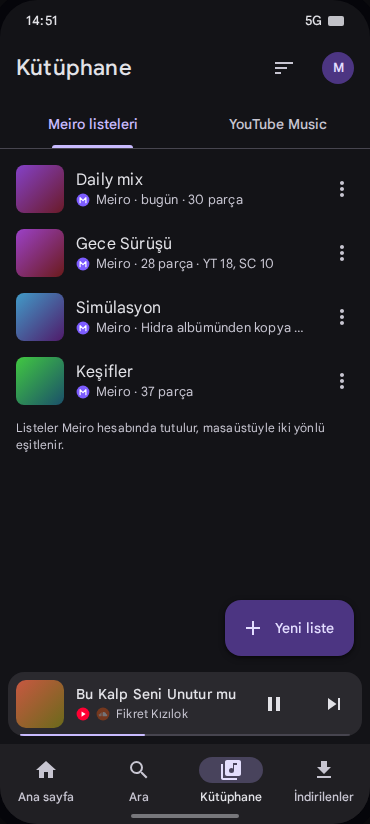 14:51
5G
Kütüphane
M
Meiro listeleri
YouTube Music
Daily mix
Meiro · bugün · 30 parça
Gece Sürüşü
Meiro · 28 parça · YT 18, SC 10
Simülasyon
Meiro · Hidra albümünden kopya ...
Keşifler
Meiro · 37 parça
Listeler Meiro hesabında tutulur, masaüstüyle iki yönlü
eşitlenir.
Yeni liste
Bu Kalp Seni Unutur mu
Fikret Kızılok
Ana sayfa
Ara
Kütüphane
İndirilenler